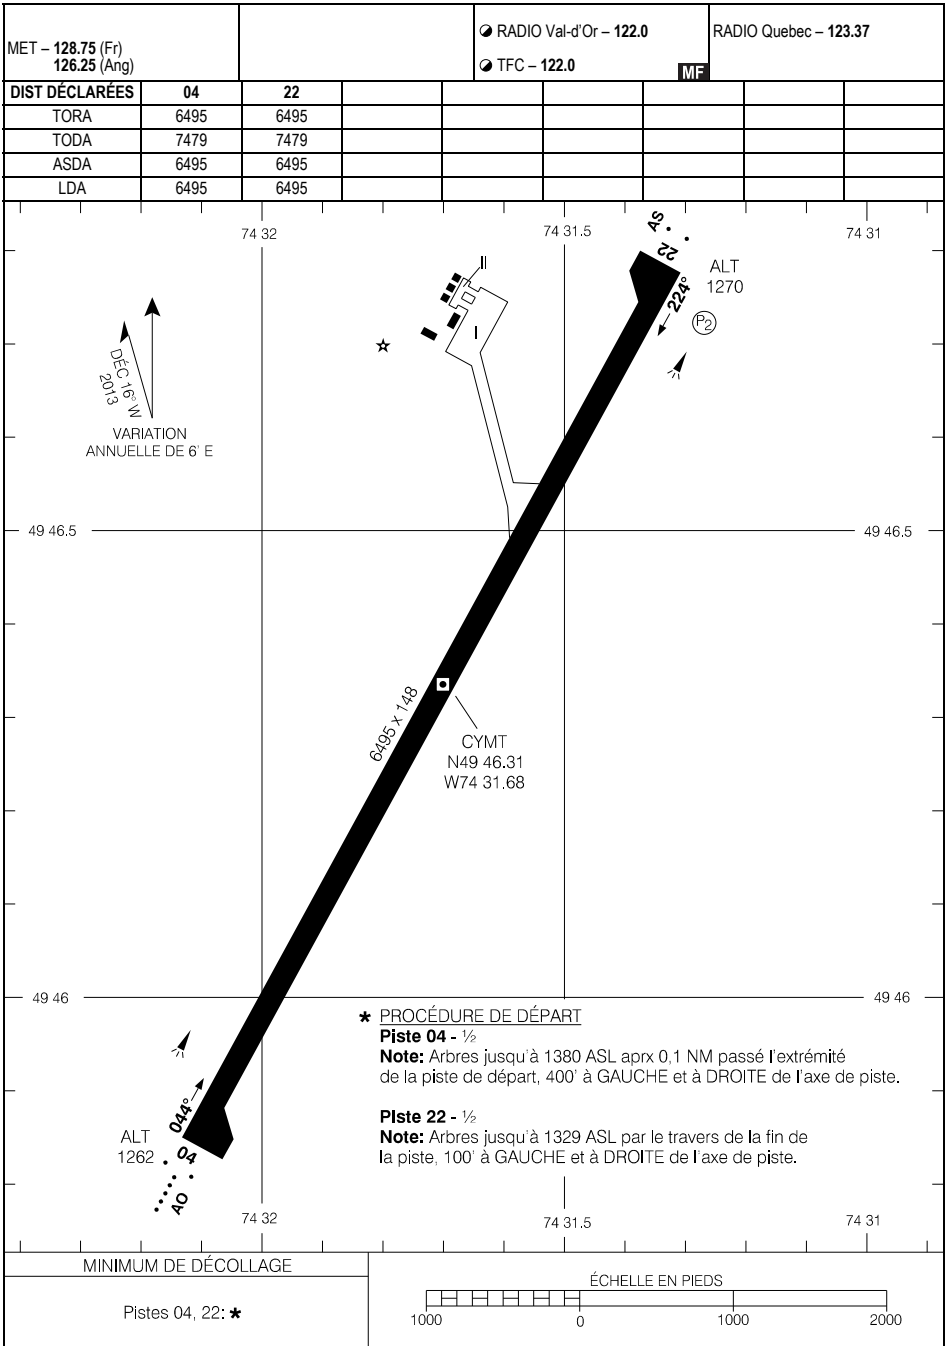 MET – 128.75 (Fr)
126.25 (Ang)
RADIO Val-d'Or – 122.0
TFC – 122.0
MF
RADIO Quebec – 123.37
DIST DÉCLARÉES 04 22
TORA 6495 6495
TODA 7479 7479
ASDA 6495 6495
LDA 6495 6495
74 32
74 31.5
74 31
AS
22
ALT
1270
224°
P2
II
I
DÉC 16° W
2013
VARIATION
ANNUELLE DE 6' E
49 46.5
49 46.5
6495 x 148
CYMT
N49 46.31
W74 31.68
49 46
49 46
* PROCÉDURE DE DÉPART
Piste 04 - ½
Note: Arbres jusqu'à 1380 ASL aprx 0,1 NM passé l'extrémité
de la piste de départ, 400' à GAUCHE et à DROITE de l'axe de piste.
PIste 22 - ½
Note: Arbres jusqu'à 1329 ASL par le travers de la fin de
la piste, 100' à GAUCHE et à DROITE de l'axe de piste.
044°
ALT
1262
04
AO
74 32
74 31.5
74 31
MINIMUM DE DÉCOLLAGE
Pistes 04, 22: *
ÉCHELLE EN PIEDS
1000 0 1000 2000